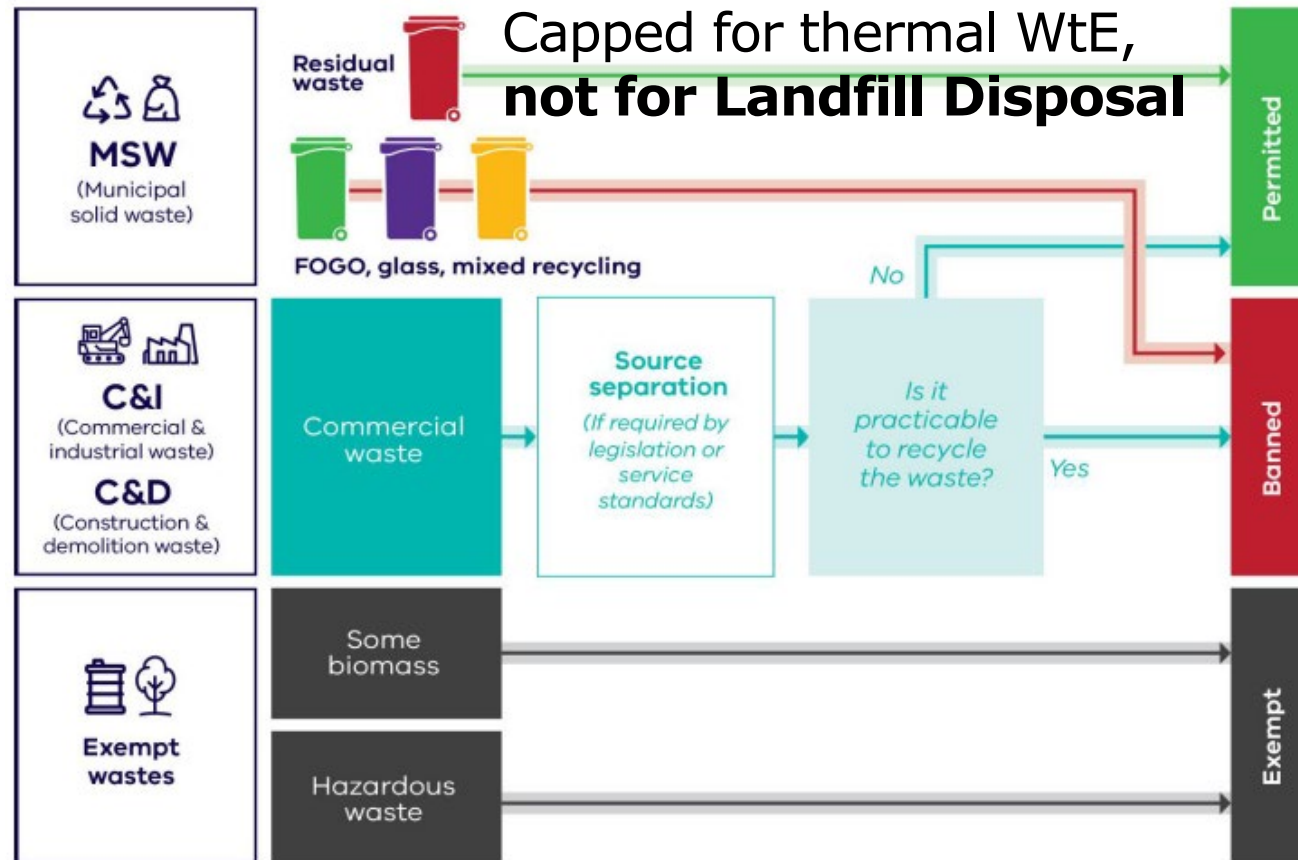 Capped for thermal WtE,
not for Landfill Disposal
MSW
(Municipal
solid waste)
Residual
waste
FOGO, glass, mixed recycling
Permitted
C&I
(Commercial &
industrial waste)
C&D
(Construction &
demolition waste)
Commercial
waste
Source
separation
(If required by
legislation or
service
standards)
Is it
practicable
to recycle
the waste?
No
Yes
Banned
Exempt
wastes
Some
biomass
Hazardous
waste
Exempt